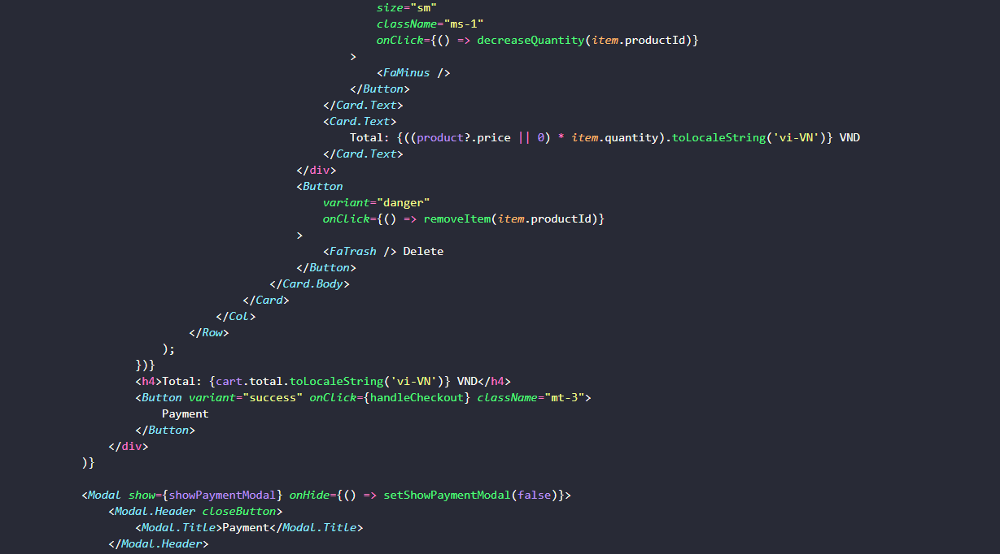 size="sm"
className="ms-1"
onClick={() => decreaseQuantity(item.productId)}
>
<FaMinus />
</Button>
</Card.Text>
<Card.Text>
Total: {((product?.price || 0) * item.quantity).toLocaleString('vi-VN')} VND
</Card.Text>
</div>
<Button
variant="danger"
onClick={() => removeItem(item.productId)}
>
<FaTrash /> Delete
</Button>
</Card.Body>
</Card>
</Col>
</Row>
);
})}
<h4>Total: {cart.total.toLocaleString('vi-VN')} VND</h4>
<Button variant="success" onClick={handleCheckout} className="mt-3">
Payment
</Button>
</div>
)}
<Modal show={showPaymentModal} onHide={() => setShowPaymentModal(false)}>
<Modal.Header closeButton>
<Modal.Title>Payment</Modal.Title>
</Modal.Header>